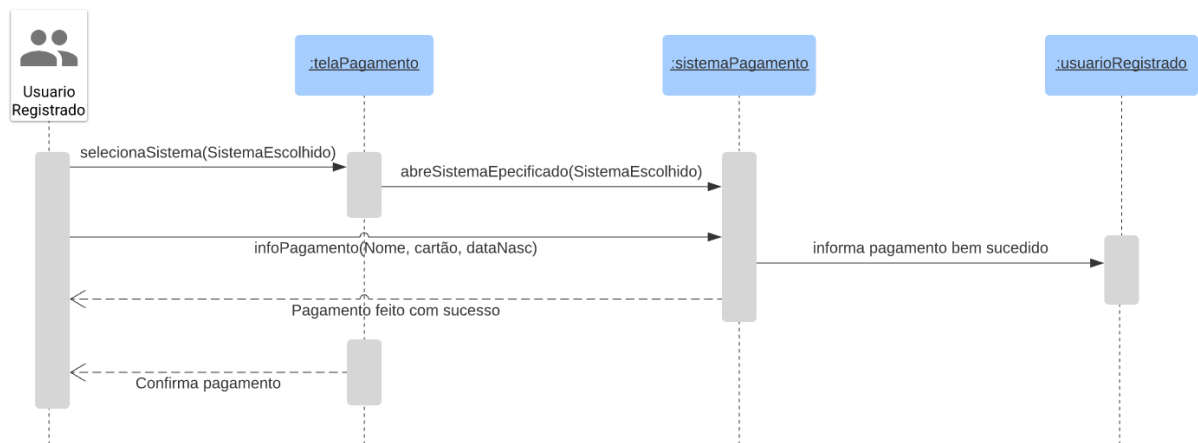 Usuario
Registrado
:telaPagamento
:sistemaPagamento
:usuarioRegistrado
selecionaSistema(SistemaEscolhido)
abreSistemaEpecificado(SistemaEscolhido)
infoPagamento(Nome, cartão, dataNasc)
informa pagamento bem sucedido
Pagamento feito com sucesso
Confirma pagamento